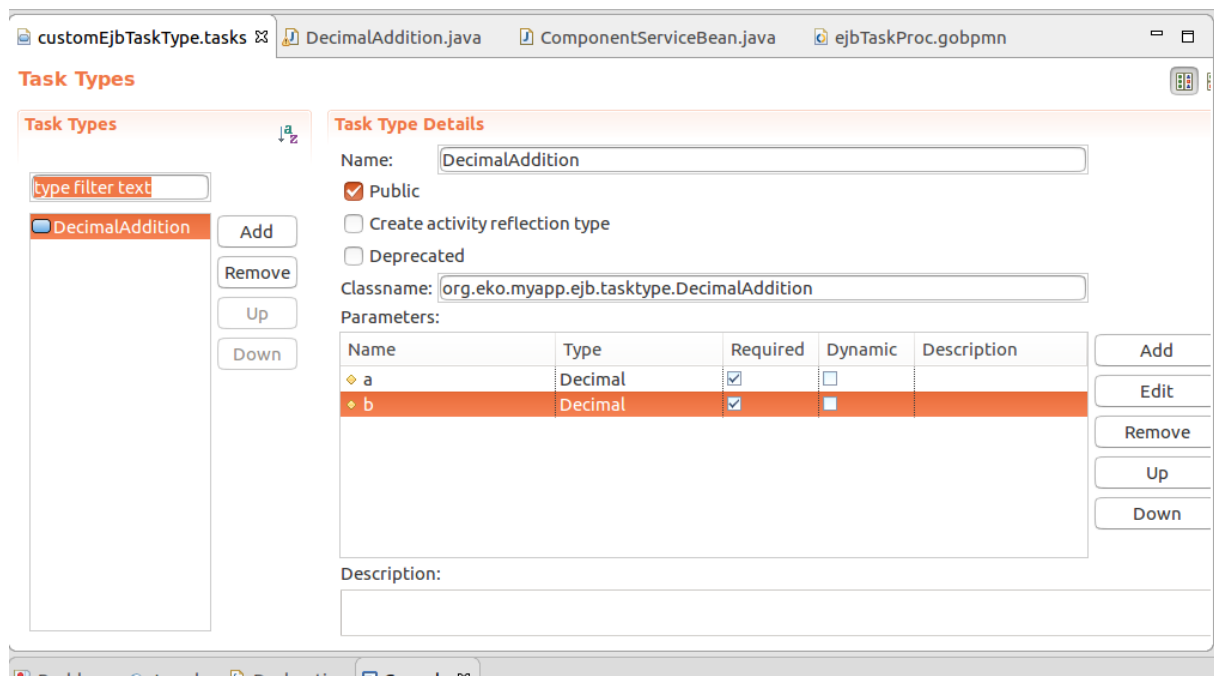 customEjbTaskType.tasks DecimalAddition.java ComponentServiceBean.java ejbTaskProc.gobpmn
Task Types
Task Types
type filter text
DecimalAddition
Add
Remove
Up
Down
Task Type Details
Name: DecimalAddition
Public
Create activity reflection type
Deprecated
Classname: org.eko.myapp.ejb.tasktype.DecimalAddition
Parameters:
Name Type Required Dynamic Description
a Decimal
b Decimal
Add
Edit
Remove
Up
Down
Description: